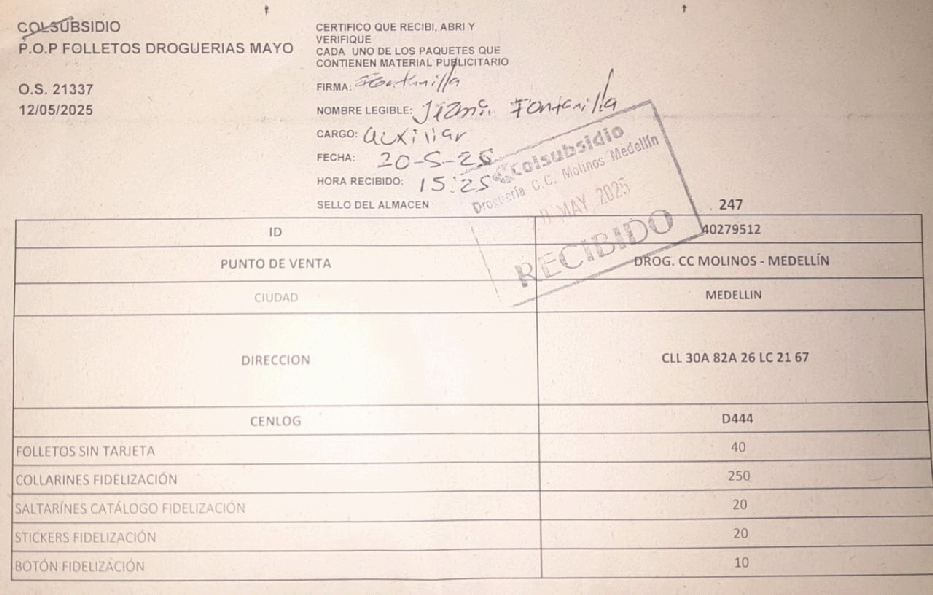 COLSUBSIDIO
P.O.P FOLLETOS DROGUERIAS MAYO
O.S. 21337
12/05/2025
CERTIFICO QUE RECIBI, ABRI Y
VERIFIQUE
CADA UNO DE LOS PAQUETES QUE
CONTIENEN MATERIAL PUBLICITARIO
FIRMA: Fontanilla
NOMBRE LEGIBLE: Fontanilla
CARGO: Auxiliar
FECHA: 20-5-25
HORA RECIBIDO: 15:25
SELLO DEL ALMACEN
Colsubsidio
Droguería C.C. Molinos Medellín
MAY 2025
RECIBIDO
247
ID 40279512
PUNTO DE VENTA DROG. CC MOLINOS - MEDELLÍN
CIUDAD MEDELLIN
DIRECCION CLL 30A 82A 26 LC 21 67
CENLOG D444
FOLLETOS SIN TARJETA 40
COLLARINES FIDELIZACIÓN 250
SALTARÍNES CATÁLOGO FIDELIZACIÓN 20
STICKERS FIDELIZACIÓN 20
BOTÓN FIDELIZACIÓN 10